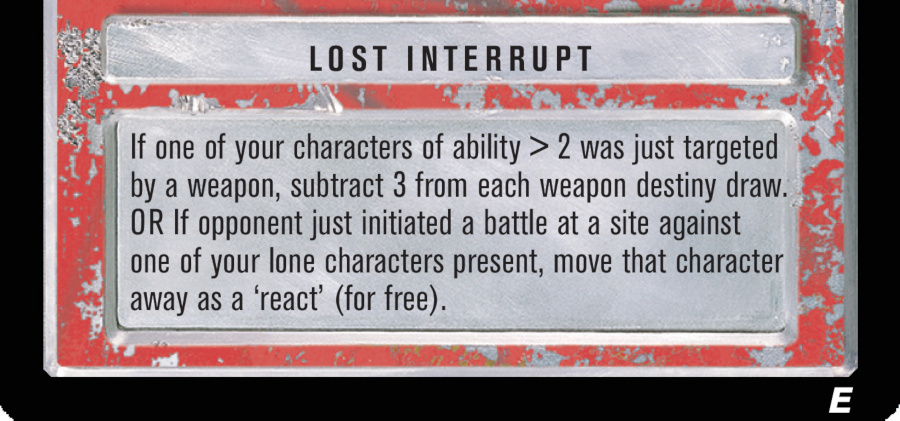 LOST INTERRUPT
If one of your characters of ability > 2 was just targeted
by a weapon, subtract 3 from each weapon destiny draw.
OR If opponent just initiated a battle at a site against
one of your lone characters present, move that character
away as a ‘react’ (for free).
E